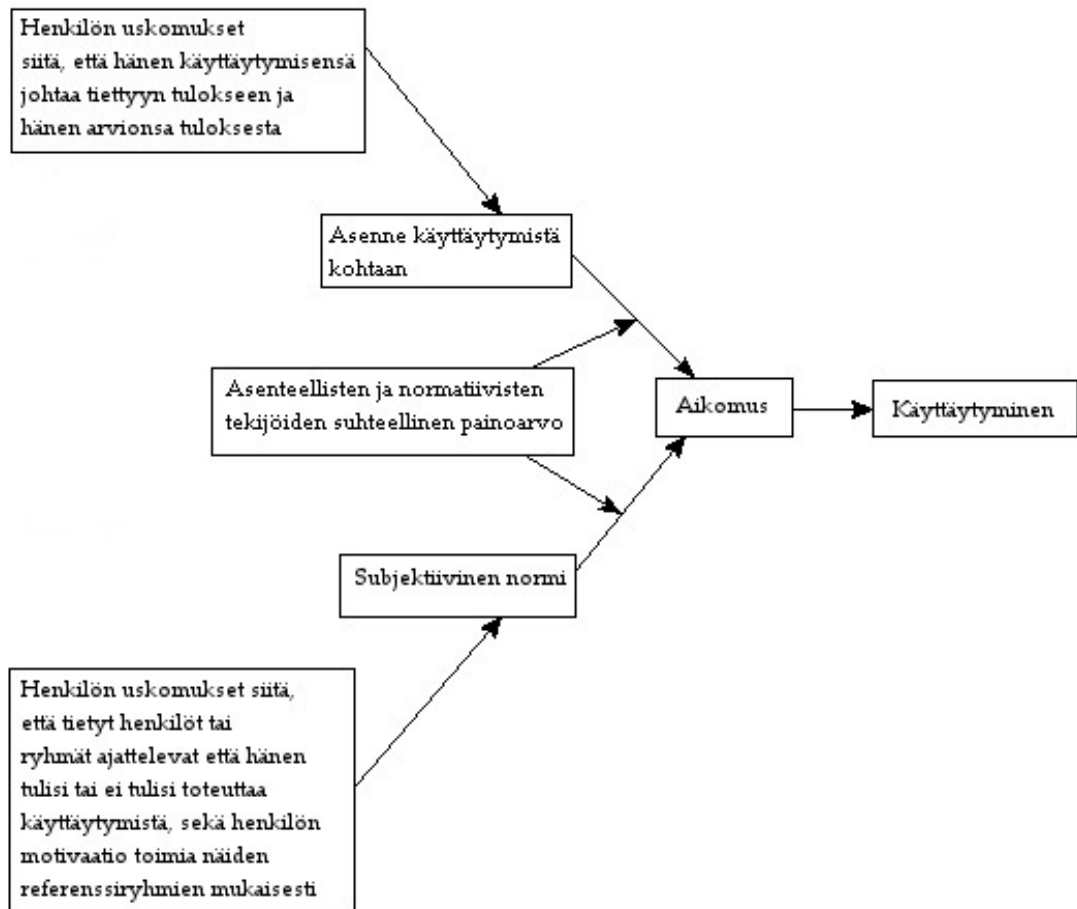 Henkilön uskomukset
siitä, että hänen käyttäytymisensä
johtaa tiettyyn tulokseen ja
hänen arvionsa tuloksesta
Asenne käyttäytymistä
kohtaan
Asenteellisten ja normatiivisten
tekijöiden suhteellinen painoarvo
Aikomus
Käyttäytyminen
Subjektiivinen normi
Henkilön uskomukset siitä,
että tietyt henkilöt tai
ryhmät ajattelevat että hänen
tulisi tai ei tulisi toteuttaa
käyttäytymistä, sekä henkilön
motivaatio toimia näiden
referenssiryhmien mukaisesti